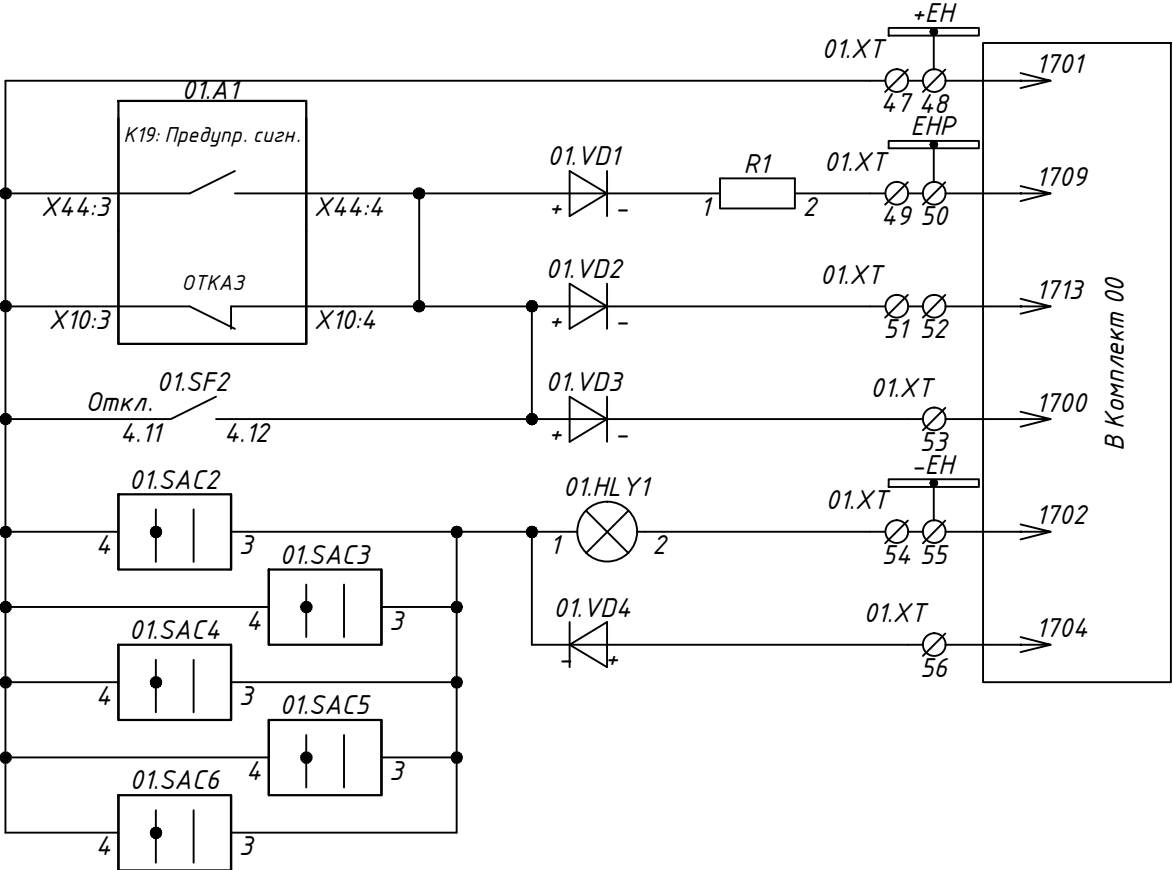 +EH
01.XT
1701
47 48
01.A1
К19: Предупр. сигн.
EHP
01.VD1
R1
01.XT
1709
X44:3
X44:4
+ –
1 2
49 50
ОТКАЗ
01.VD2
01.XT
1713
X10:3
X10:4
+ –
51 52
В Комплект 00
01.SF2
Откл.
4.11 4.12
01.VD3
01.XT
1700
+ –
53
–EH
01.SAC2
4 3
01.HLY1
1 2
01.XT
1702
54 55
01.SAC3
4 3
01.VD4
- +
01.XT
1704
56
01.SAC4
4 3
01.SAC5
4 3
01.SAC6
4 3